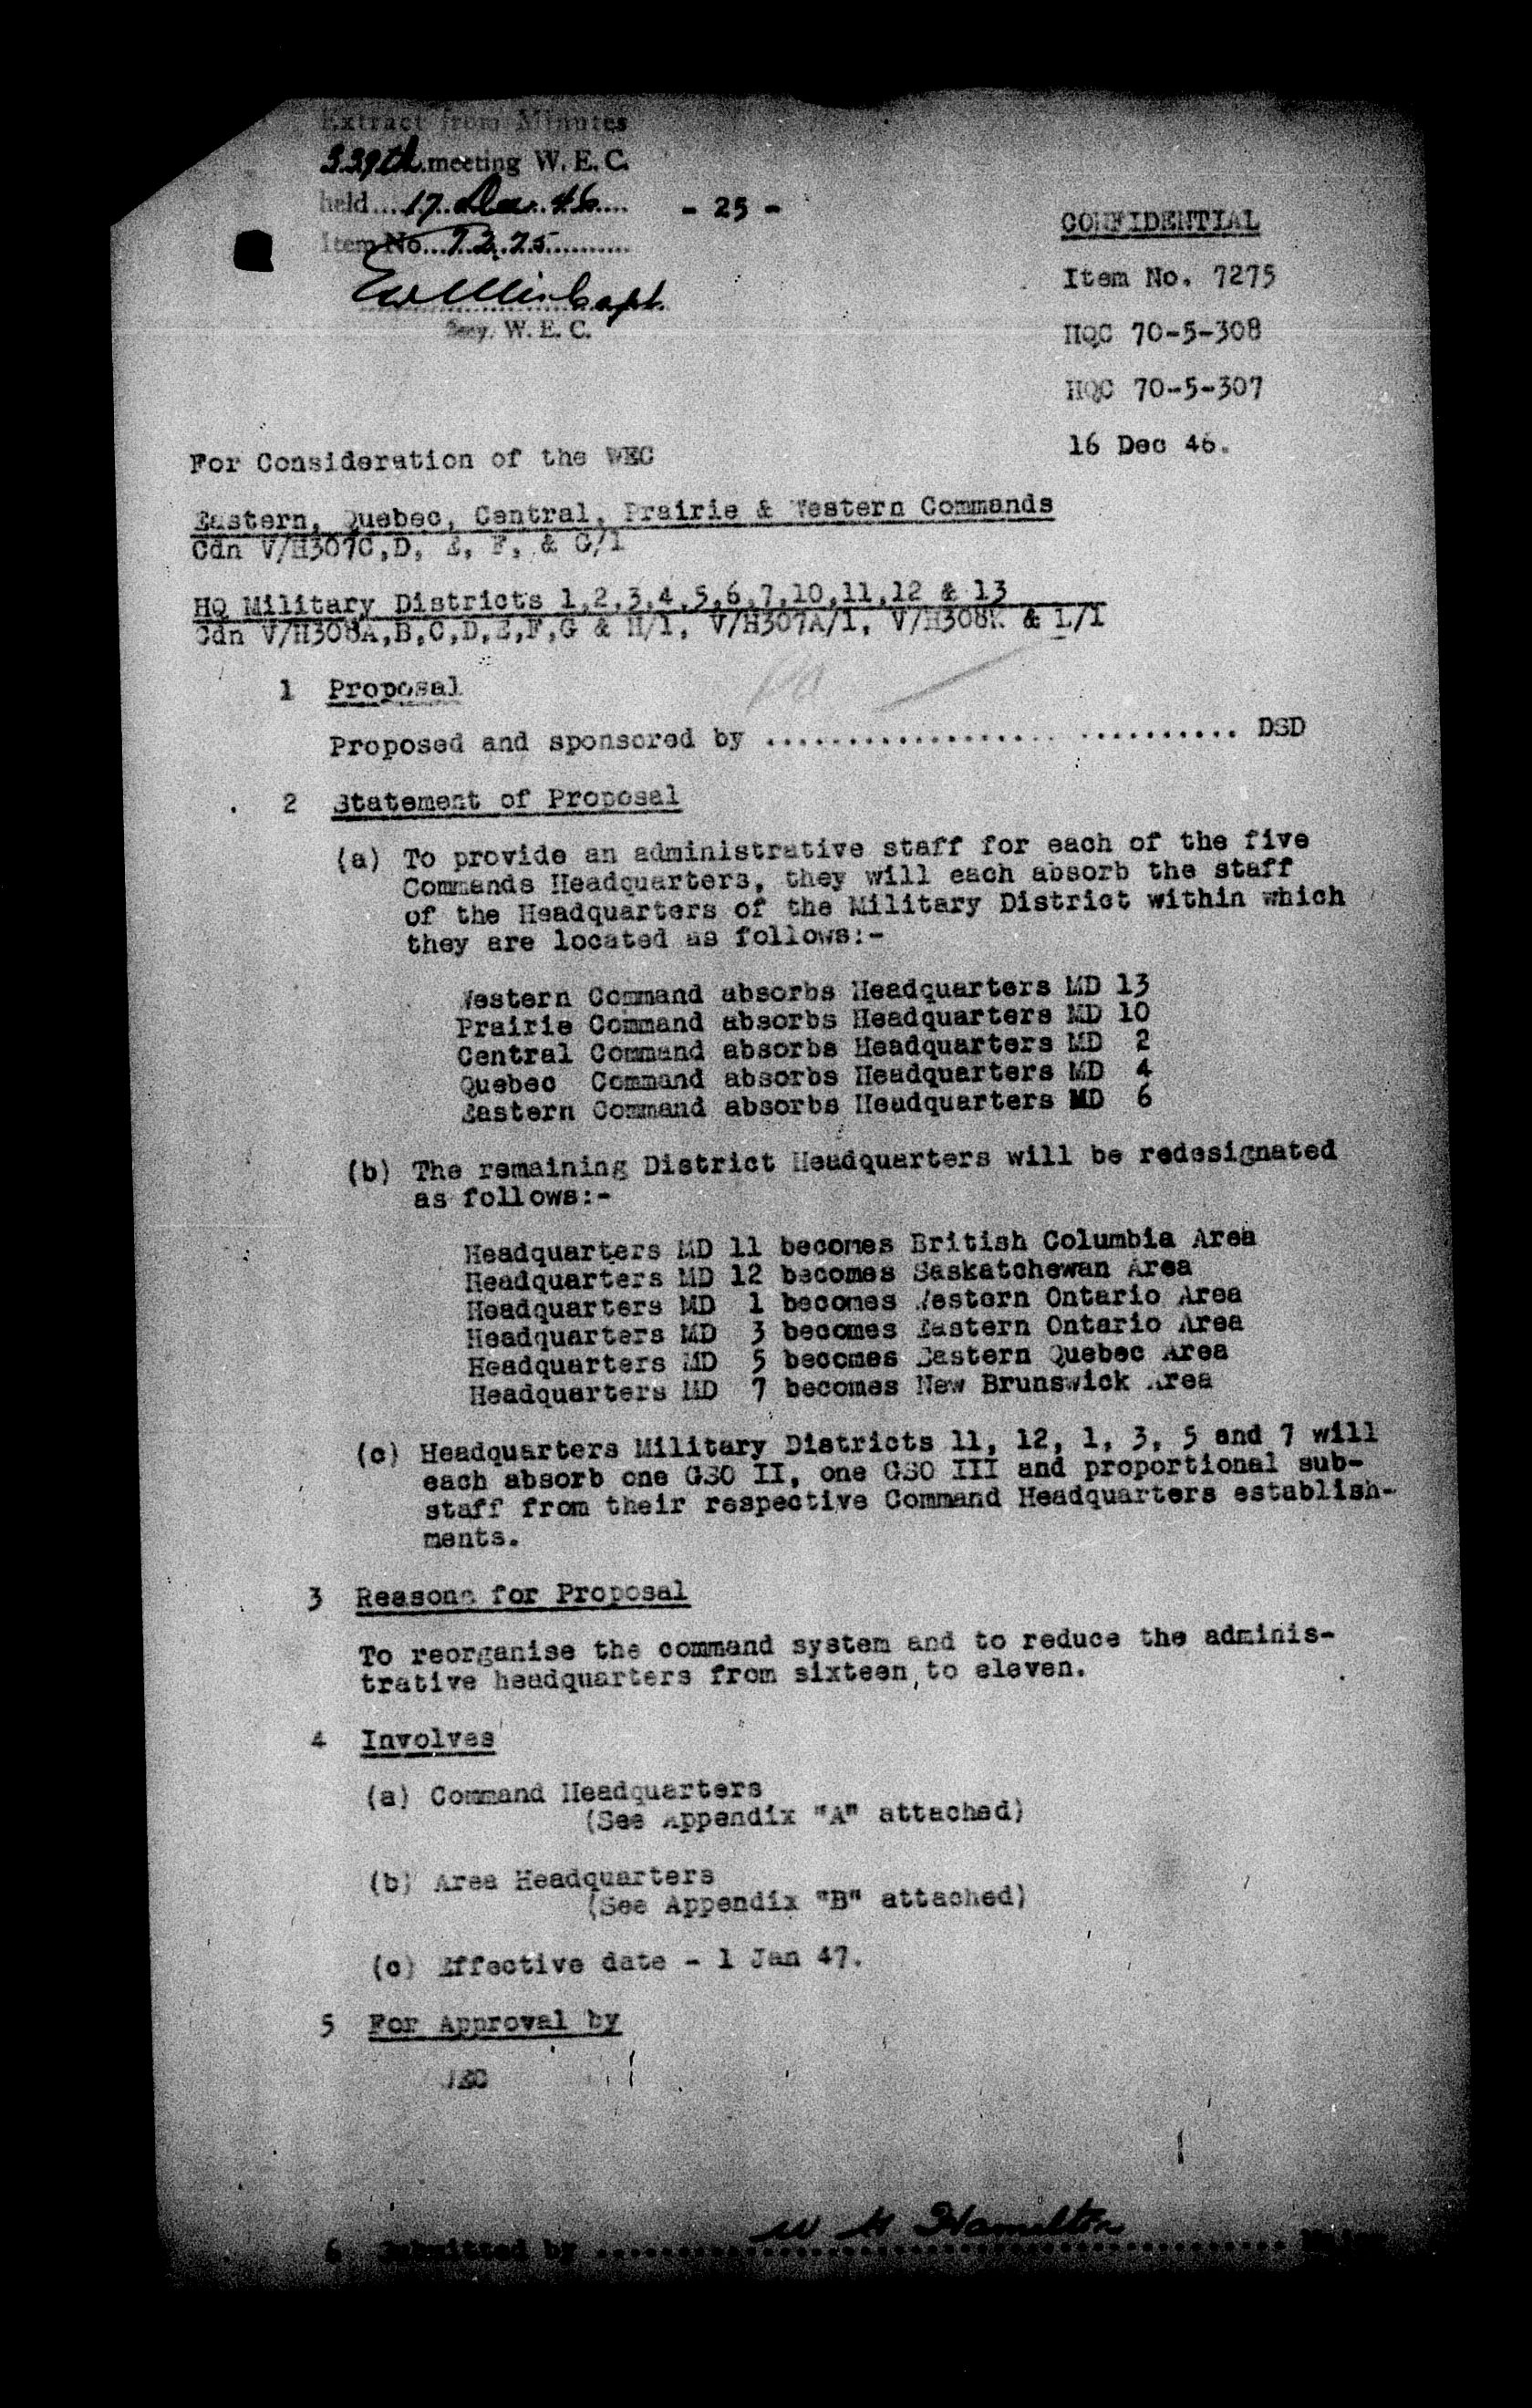 Extract from Minutes
339th meeting W. E. C.
held....17. Dec. 46....
Item No...7275..........
Capt.
Secy. W. E. C.
- 25 -
CONFIDENTIAL
Item No. 7275
HQC 70-5-308
HQC 70-5-307
16 Dec 46.
For Consideration of the WEC
Eastern, Quebec, Central, Prairie & Western Commands
Cdn V/H307C,D, E, F, & G/1
HQ Military Districts 1,2,3,4,5,6,7,10,11,12 & 13
Cdn V/H308A,B,C,D,E,F,G & H/1, V/H307A/1, V/H308K & L/1
1 Proposal
Proposed and sponsored by .................................. DSD
2 Statement of Proposal
(a) To provide an administrative staff for each of the five
Commands Headquarters, they will each absorb the staff
of the Headquarters of the Military District within which
they are located as follows:-
Western Command absorbs Headquarters MD 13
Prairie Command absorbs Headquarters MD 10
Central Command absorbs Headquarters MD 2
Quebec Command absorbs Headquarters MD 4
Eastern Command absorbs Headquarters MD 6
(b) The remaining District Headquarters will be redesignated
as follows:-
Headquarters MD 11 becomes British Columbia Area
Headquarters MD 12 becomes Saskatchewan Area
Headquarters MD 1 becomes Western Ontario Area
Headquarters MD 3 becomes Eastern Ontario Area
Headquarters MD 5 becomes Eastern Quebec Area
Headquarters MD 7 becomes New Brunswick Area
(c) Headquarters Military Districts 11, 12, 1, 3, 5 and 7 will
each absorb one GSO II, one GSO III and proportional sub-
staff from their respective Command Headquarters establish-
ments.
3 Reasons for Proposal
To reorganise the command system and to reduce the adminis-
trative headquarters from sixteen to eleven.
4 Involves
(a) Command Headquarters
(See Appendix "A" attached)
(b) Area Headquarters
(See Appendix "B" attached)
(c) Effective date - 1 Jan 47.
5 For Approval by
WEC
W H Hamilton
6 Submitted by ..................................................